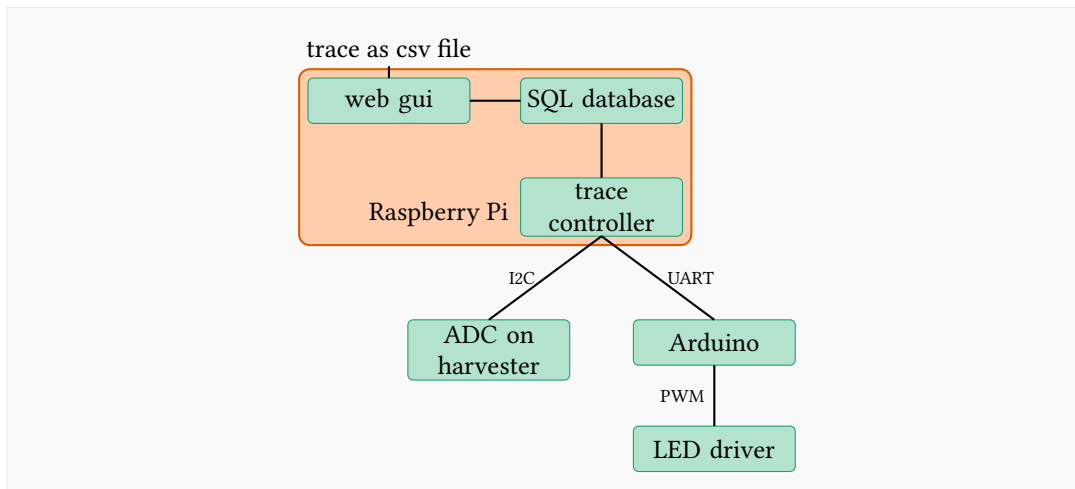 trace as csv file
web gui
SQL database
trace
controller
Raspberry Pi
I2C
UART
ADC on
harvester
Arduino
PWM
LED driver